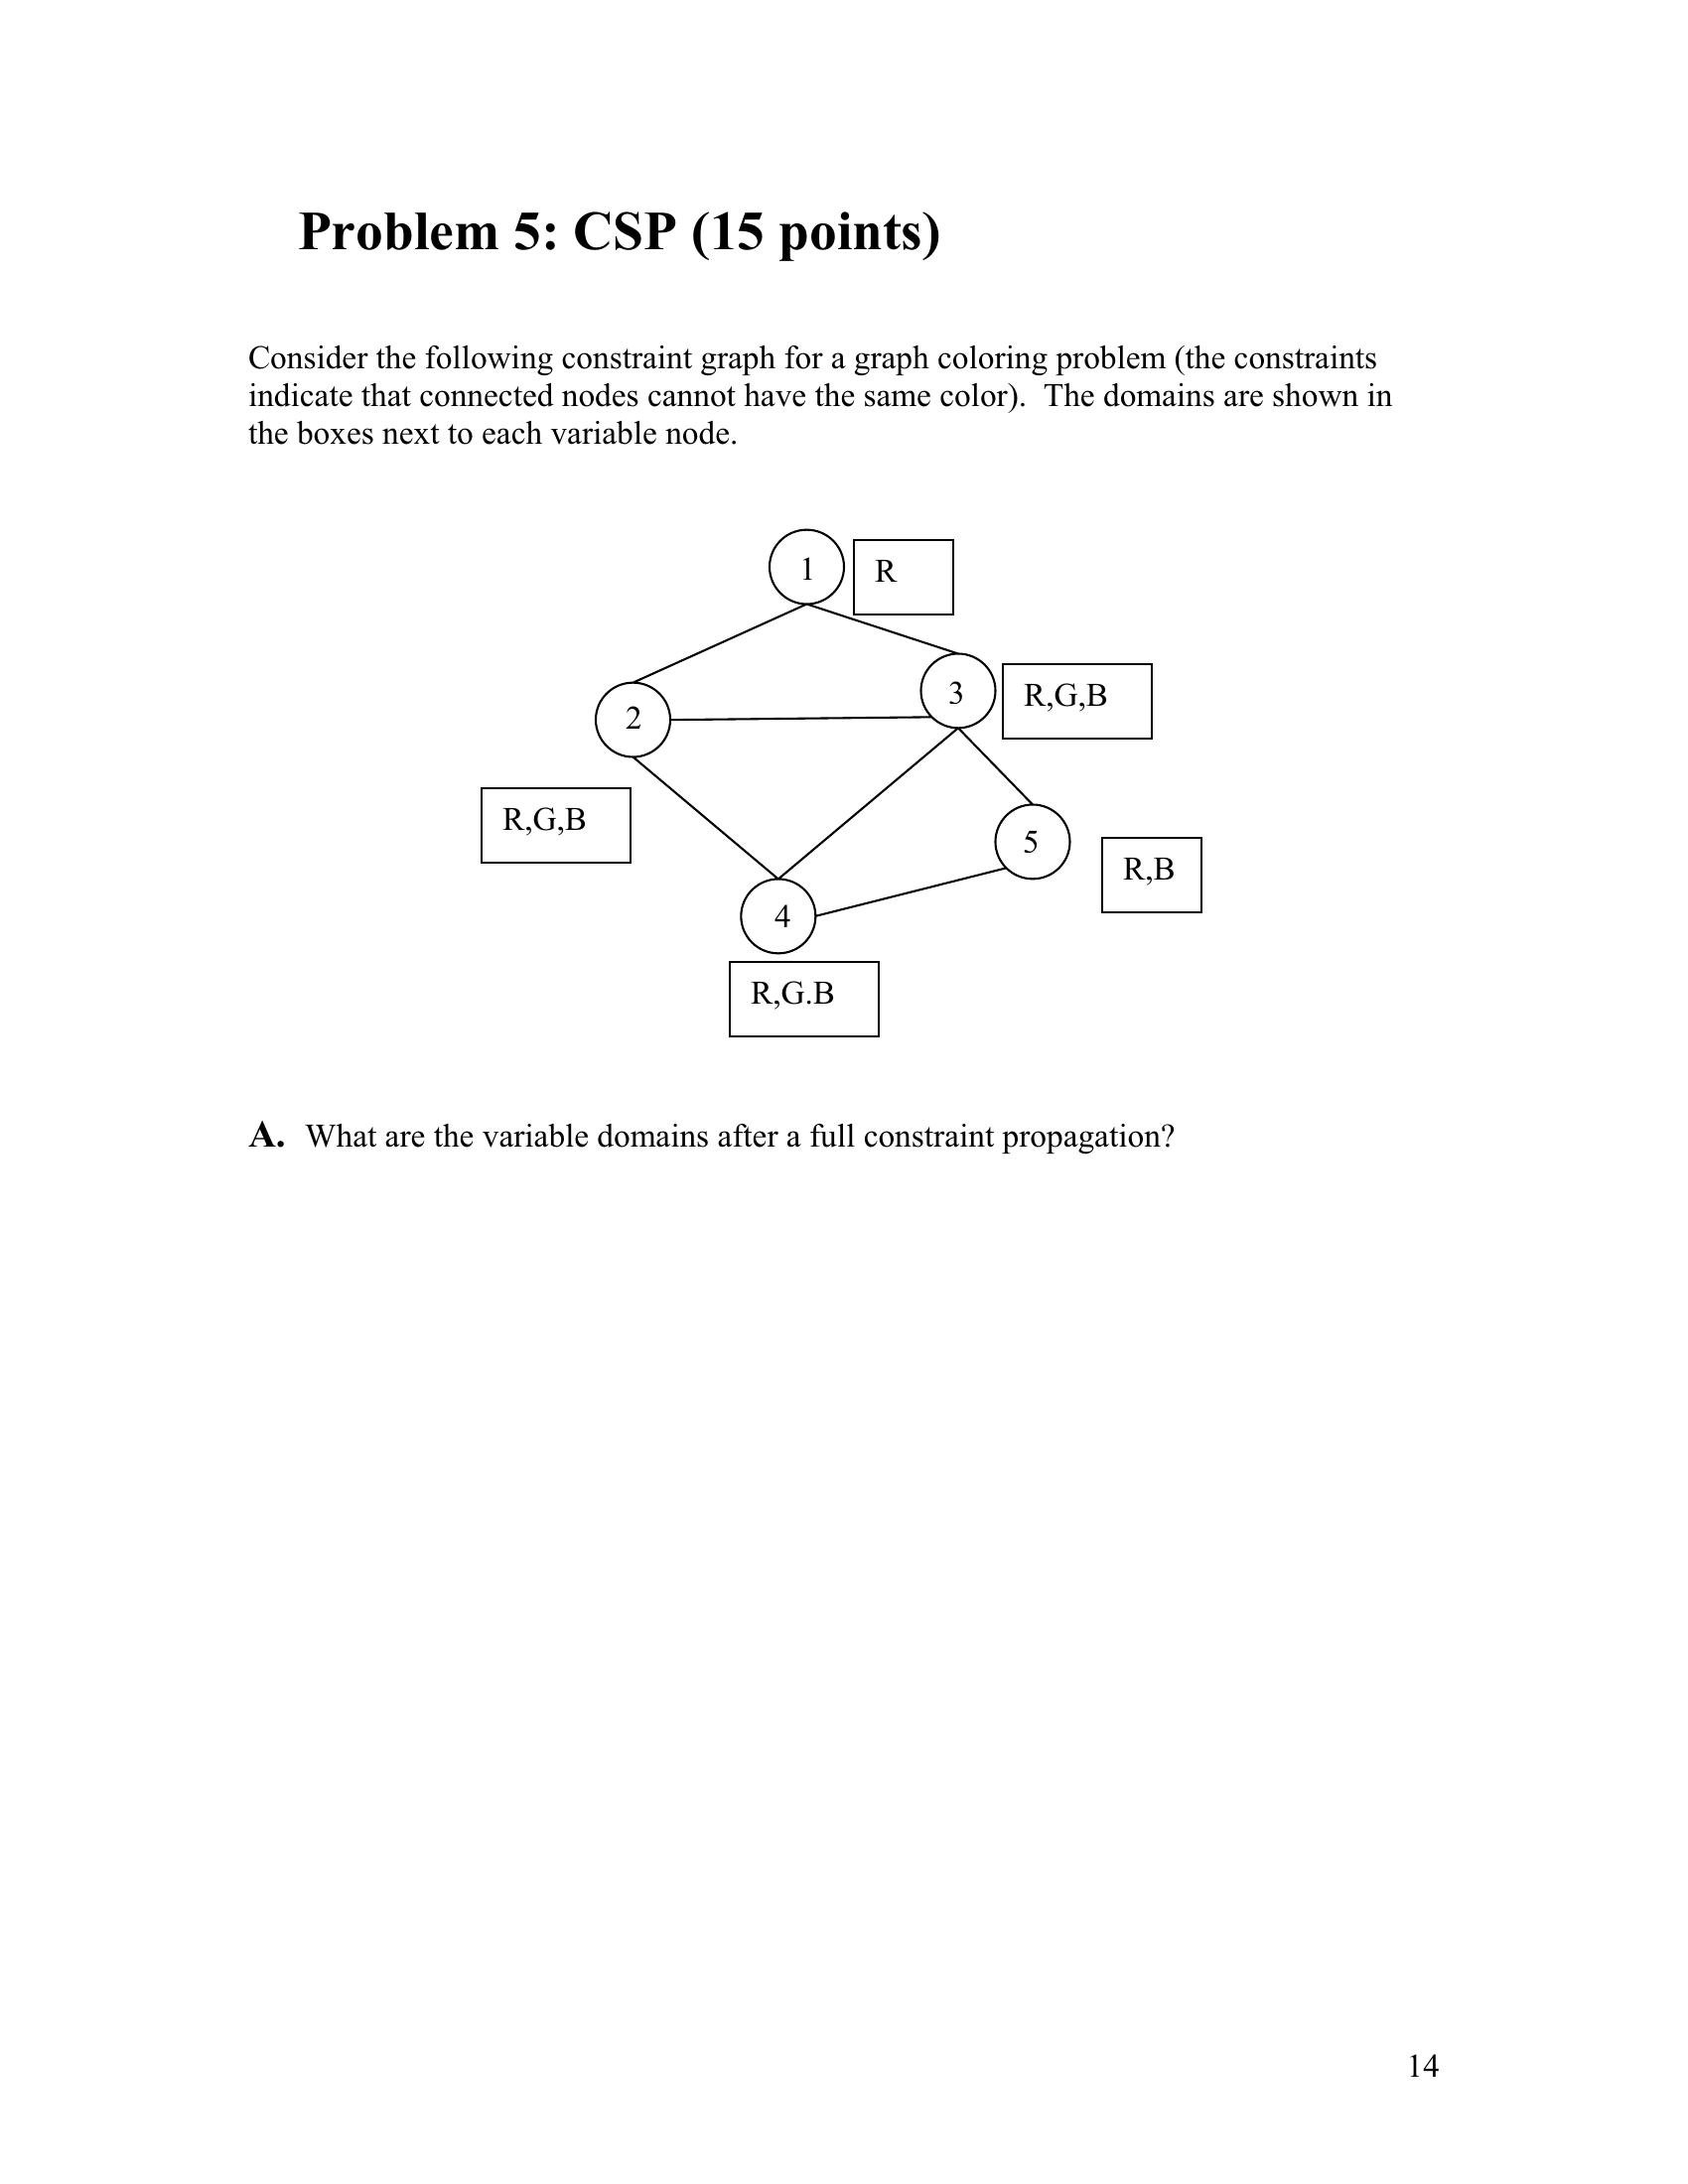 Problem 5: CSP (15 points)
Consider the following constraint graph for a graph coloring problem (the constraints
indicate that connected nodes cannot have the same color).  The domains are shown in
the boxes next to each variable node.
1
R
3
R,G,B
2
R,G,B
5
R,B
4
R,G.B
A. What are the variable domains after a full constraint propagation?
14